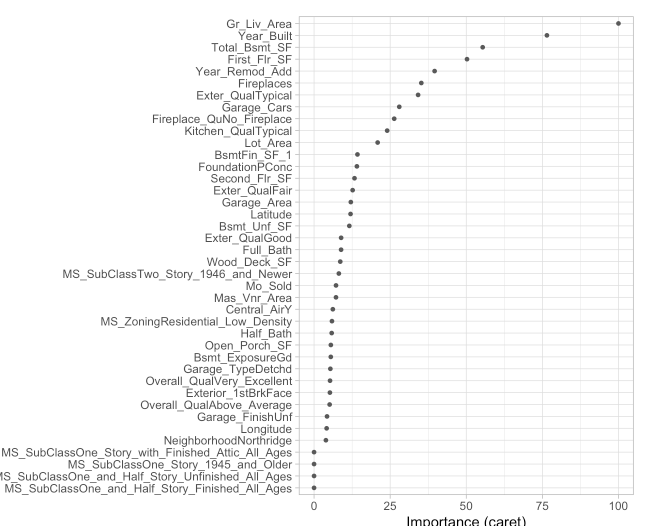 Gr_Liv_Area
Year_Built
Total_Bsmt_SF
First_Flr_SF
Year_Remod_Add
Fireplaces
Exter_QualTypical
Garage_Cars
Fireplace_QuNo_Fireplace
Kitchen_QualTypical
Lot_Area
BsmtFin_SF_1
FoundationPConc
Second_Flr_SF
Exter_QualFair
Garage_Area
Latitude
Bsmt_Unf_SF
Exter_QualGood
Full_Bath
Wood_Deck_SF
MS_SubClassTwo_Story_1946_and_Newer
Mo_Sold
Mas_Vnr_Area
Central_AirY
MS_ZoningResidential_Low_Density
Half_Bath
Open_Porch_SF
Bsmt_ExposureGd
Garage_TypeDetchd
Overall_QualVery_Excellent
Exterior_1stBrkFace
Overall_QualAbove_Average
Garage_FinishUnf
Longitude
NeighborhoodNorthridge
MS_SubClassOne_Story_with_Finished_Attic_All_Ages
MS_SubClassOne_Story_1945_and_Older
MS_SubClassOne_and_Half_Story_Unfinished_All_Ages
MS_SubClassOne_and_Half_Story_Finished_All_Ages
0 25 50 75 100
Importance (caret)